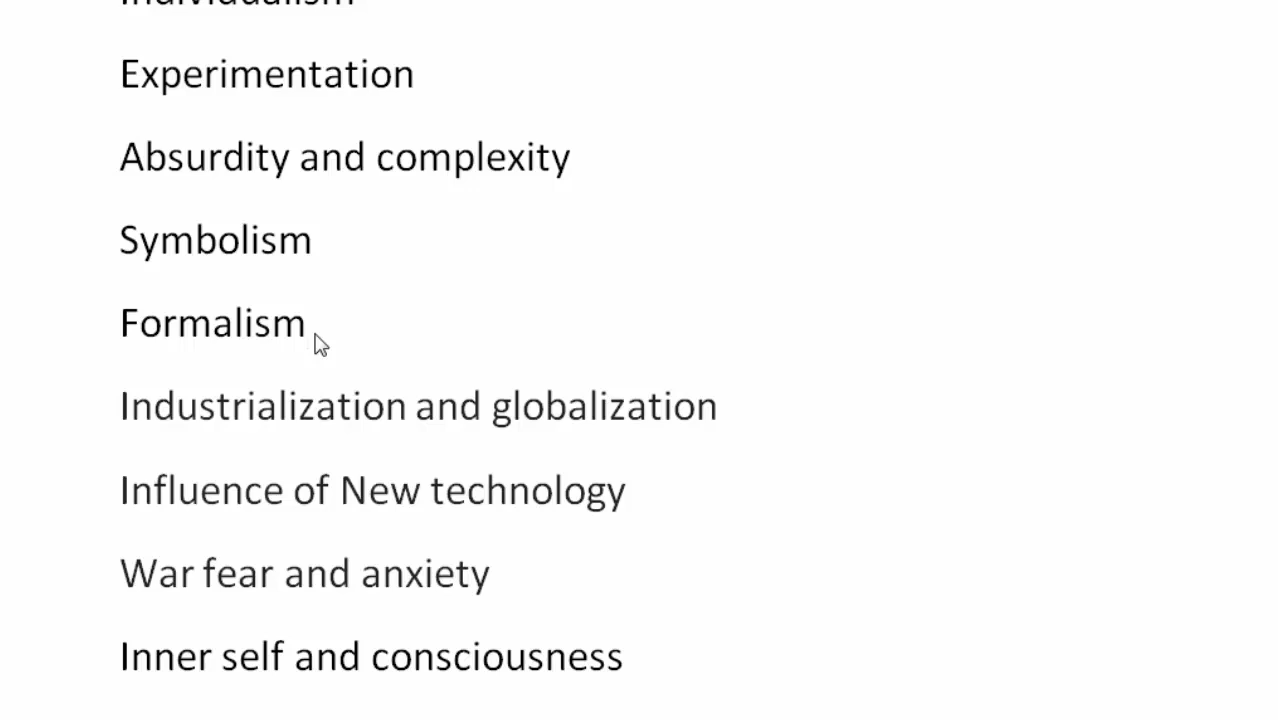 Individualism
Experimentation
Absurdity and complexity
Symbolism
Formalism
Industrialization and globalization
Influence of New technology
War fear and anxiety
Inner self and consciousness